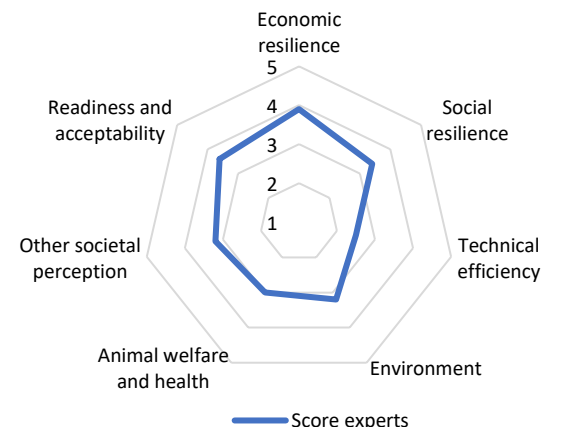 Economic
resilience
5
Readiness and
acceptability
4
Social
resilience
3
2
1
Other societal
perception
Technical
efficiency
Animal welfare
and health
Environment
Score experts